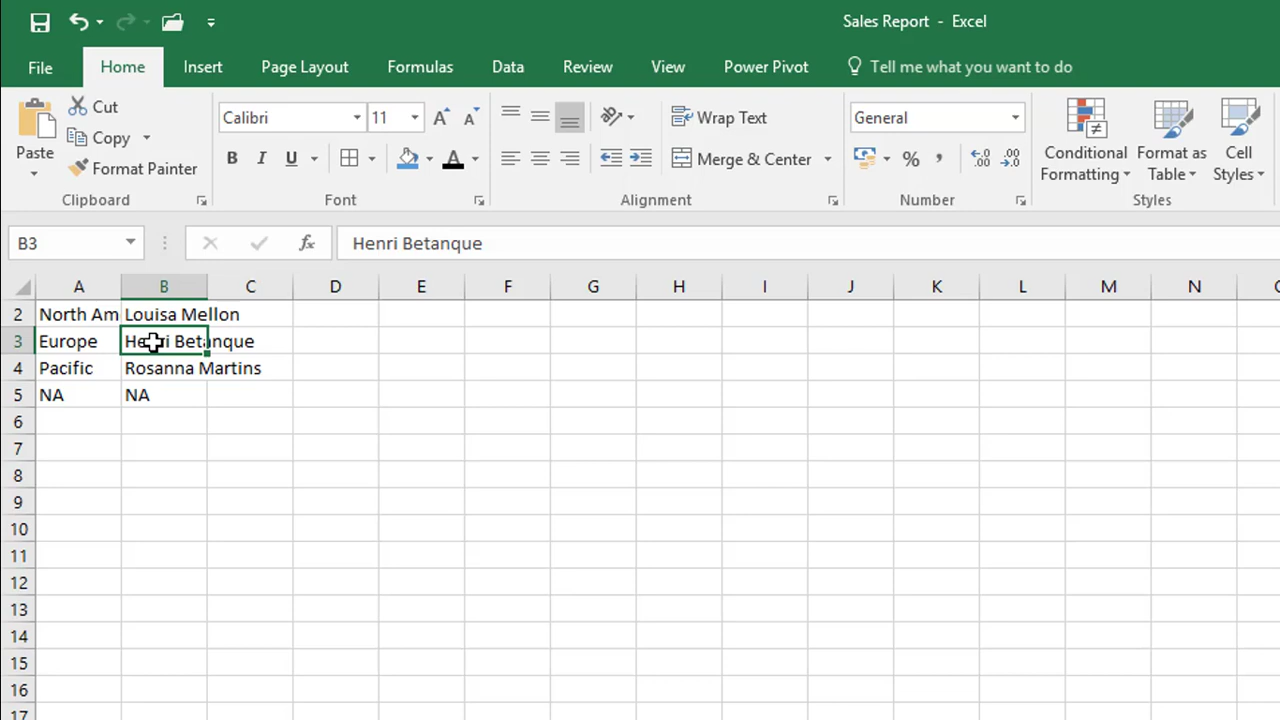 Sales Report - Excel
File Home Insert Page Layout Formulas Data Review View Power Pivot Tell me what you want to do
Paste
Cut
Copy
Format Painter
Clipboard
Calibri 11
B I U A
Font
Wrap Text
Merge & Center
Alignment
General
% , .00 .00
Number
Conditional Formatting
Format as Table
Cell Styles
Styles
B3 fx Henri Betanque
A B C D E F G H I J K L M N
2 North Am Louisa Mellon
3 Europe Henri Betanque
4 Pacific Rosanna Martins
5 NA NA
6
7
8
9
10
11
12
13
14
15
16
17